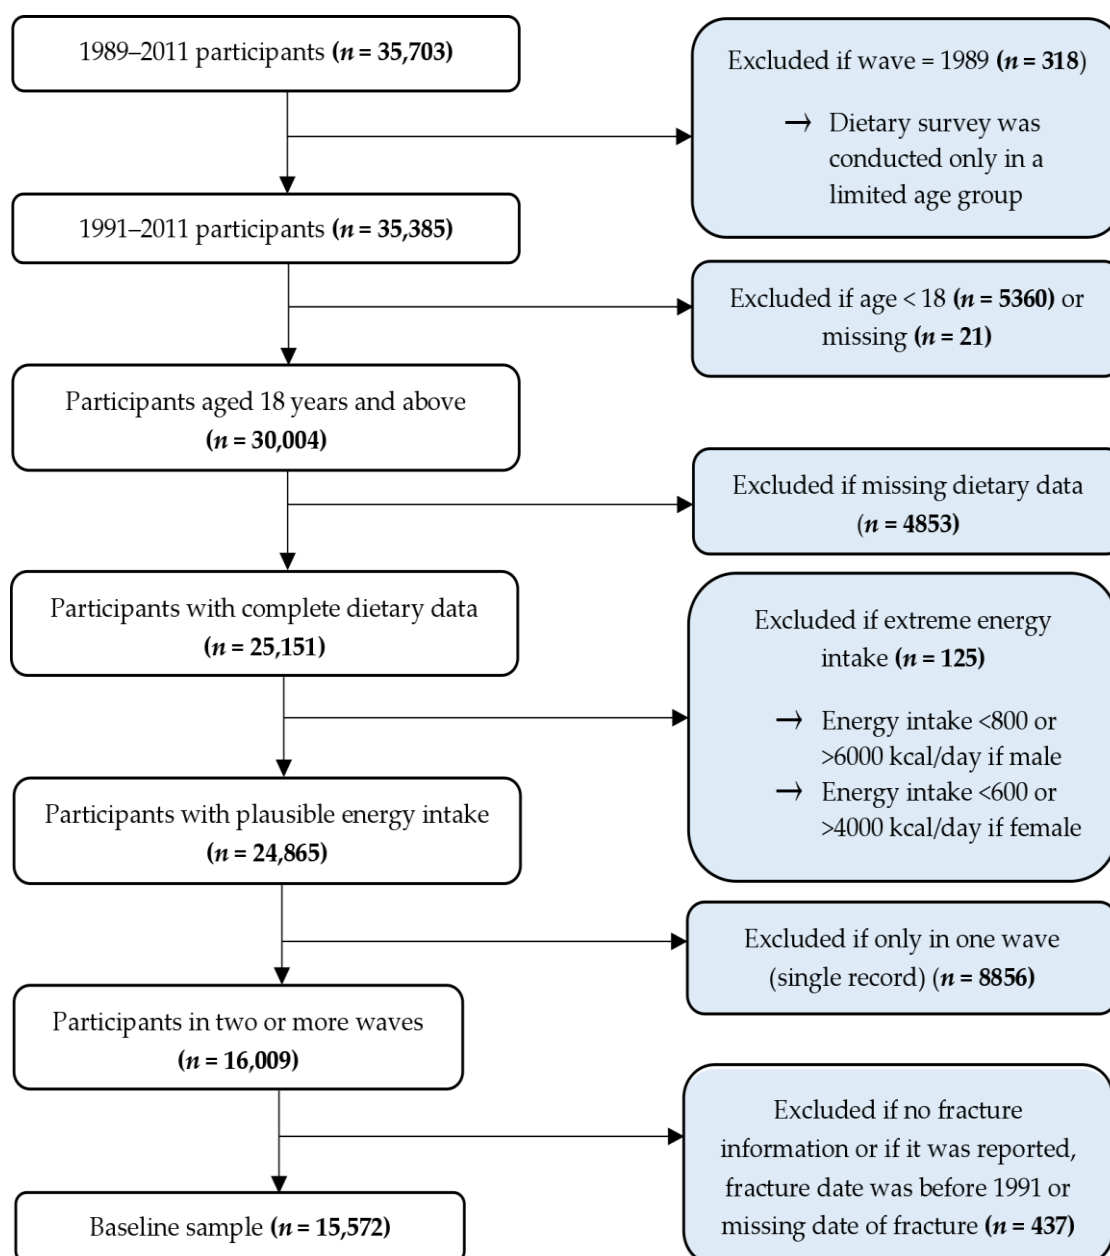 1989–2011 participants (n = 35,703)
Excluded if wave = 1989 (n = 318)
→ Dietary survey was
conducted only in a
limited age group
1991–2011 participants (n = 35,385)
Excluded if age < 18 (n = 5360) or
missing (n = 21)
Participants aged 18 years and above
(n = 30,004)
Excluded if missing dietary data
(n = 4853)
Participants with complete dietary data
(n = 25,151)
Excluded if extreme energy
intake (n = 125)
→ Energy intake <800 or
>6000 kcal/day if male
→ Energy intake <600 or
>4000 kcal/day if female
Participants with plausible energy intake
(n = 24,865)
Excluded if only in one wave
(single record) (n = 8856)
Participants in two or more waves
(n = 16,009)
Excluded if no fracture
information or if it was reported,
fracture date was before 1991 or
missing date of fracture (n = 437)
Baseline sample (n = 15,572)